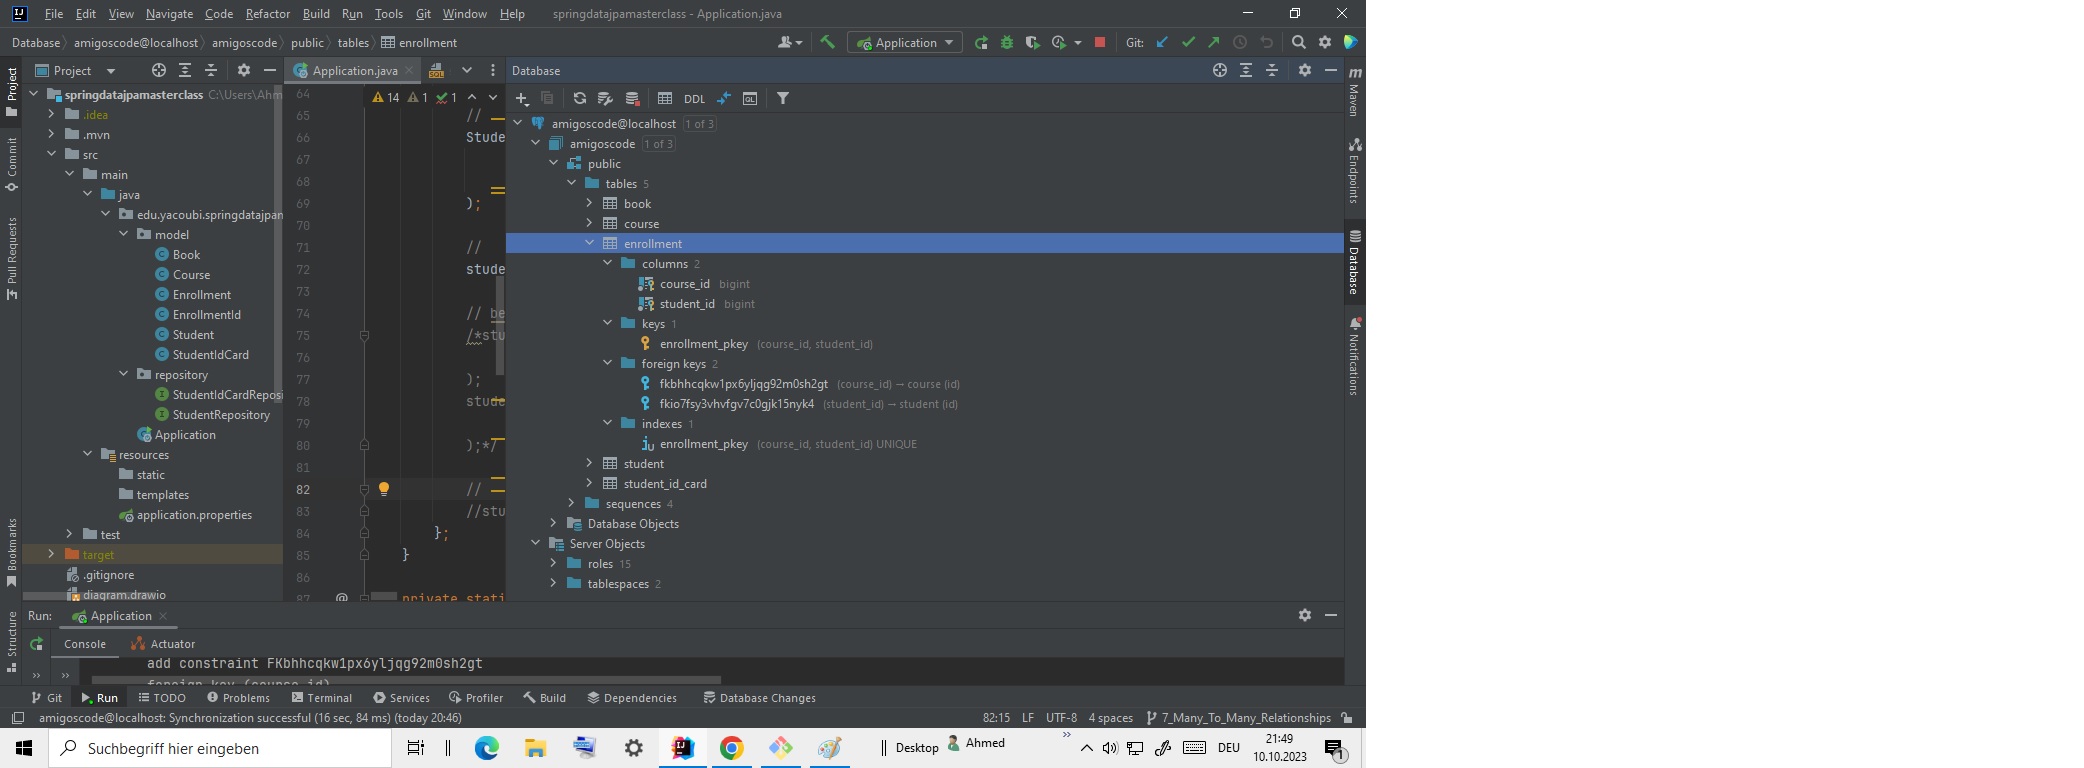 File Edit View Navigate Code Refactor Build Run Tools Git Window Help springdatajpamasterclass - Application.java
Database amigoscode@localhost amigoscode public tables enrollment Application Git:
Project Application.java Database
DDL QL
springdatajpamasterclass C:\Users\Ahm
.idea
.mvn
src
main
java
edu.yacoubi.springdatajpan
model
Book
Course
Enrollment
EnrollmentId
Student
StudentIdCard
repository
StudentIdCardReposi
StudentRepository
Application
resources
static
templates
application.properties
test
target
.gitignore
diagram.drawio
14 1 1
64
65 //
66 Stude
67
68
69 );
70
71 //
72 stude
73
74 // be
75 /*stu
76
77 );
78 stude
79
80 );*/
81
82 //
83 //stu
84 };
85 }
86
87 @ private stati
amigoscode@localhost 1 of 3
amigoscode 1 of 3
public
tables 5
book
course
enrollment
columns 2
course_id bigint
student_id bigint
keys 1
enrollment_pkey (course_id, student_id)
foreign keys 2
fkbhhcqkw1px6yljqg92m0sh2gt (course_id) → course (id)
fkio7fsy3vhvfgv7c0gjk15nyk4 (student_id) → student (id)
indexes 1
enrollment_pkey (course_id, student_id) UNIQUE
student
student_id_card
sequences 4
Database Objects
Server Objects
roles 15
tablespaces 2
Project
Commit
Pull Requests
Bookmarks
Structure
Maven
Endpoints
Database
Notifications
Run: Application
Console Actuator
add constraint FKbhhcqkw1px6yljqg92m0sh2gt
foreign key (course_id)
Git Run TODO Problems Terminal Services Profiler Build Dependencies Database Changes
amigoscode@localhost: Synchronization successful (16 sec, 84 ms) (today 20:46) 82:15 LF UTF-8 4 spaces 7_Many_To_Many_Relationships
Suchbegriff hier eingeben Desktop Ahmed DEU 21:49
10.10.2023 1